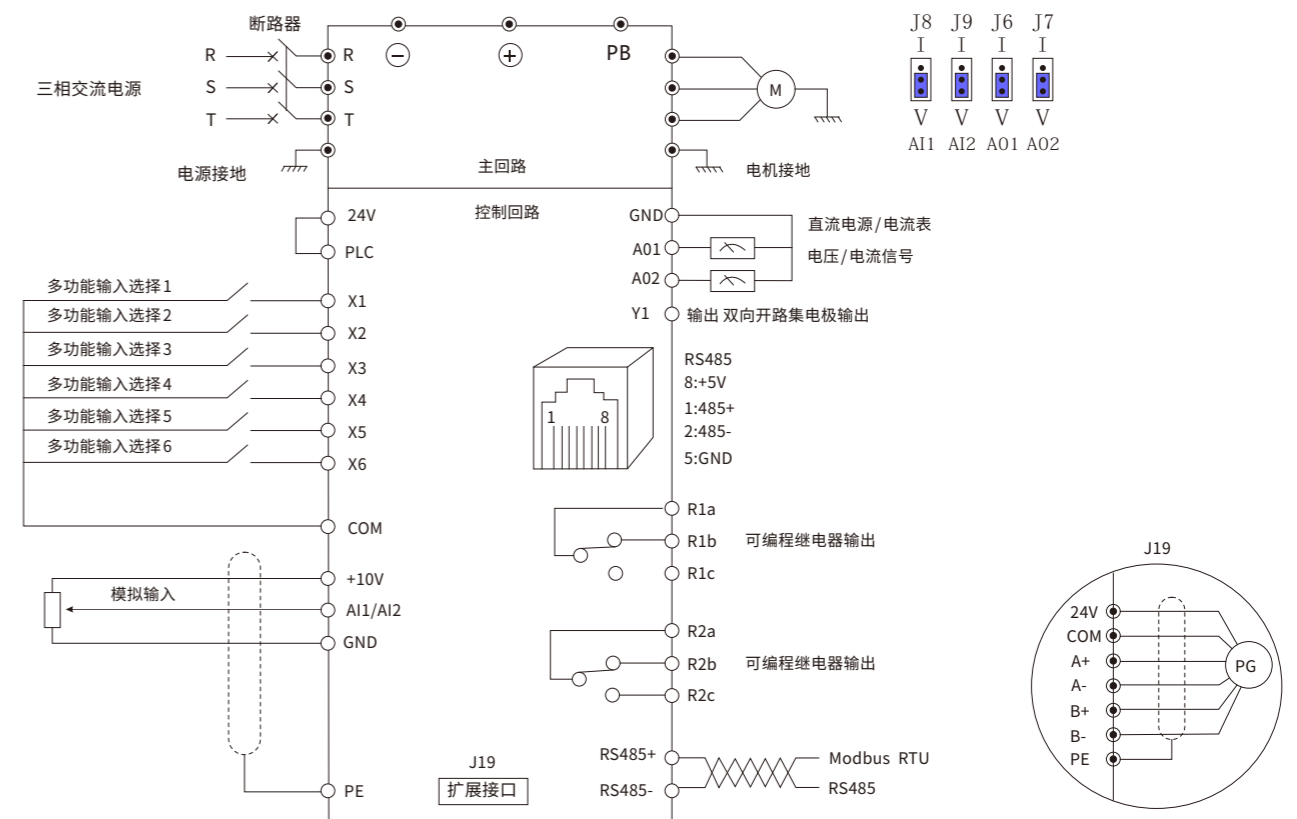 断路器
R
S
T
三相交流电源
电源接地
R
S
T
PB
M
主回路
电机接地
控制回路
J8 J9 J6 J7
I I I I
V V V V
AI1 AI2 A01 A02
24V
PLC
多功能输入选择1
多功能输入选择2
多功能输入选择3
多功能输入选择4
多功能输入选择5
多功能输入选择6
X1
X2
X3
X4
X5
X6
COM
+10V
模拟输入
AI1/AI2
GND
PE
GND
A01
A02
Y1
直流电源/电流表
电压/电流信号
输出 双向开路集电极输出
1 8
RS485
8:+5V
1:485+
2:485-
5:GND
R1a
R1b
可编程继电器输出
R1c
R2a
R2b
可编程继电器输出
R2c
J19
扩展接口
RS485+
RS485-
Modbus RTU
RS485
J19
24V
COM
A+
A-
B+
B-
PE
PG